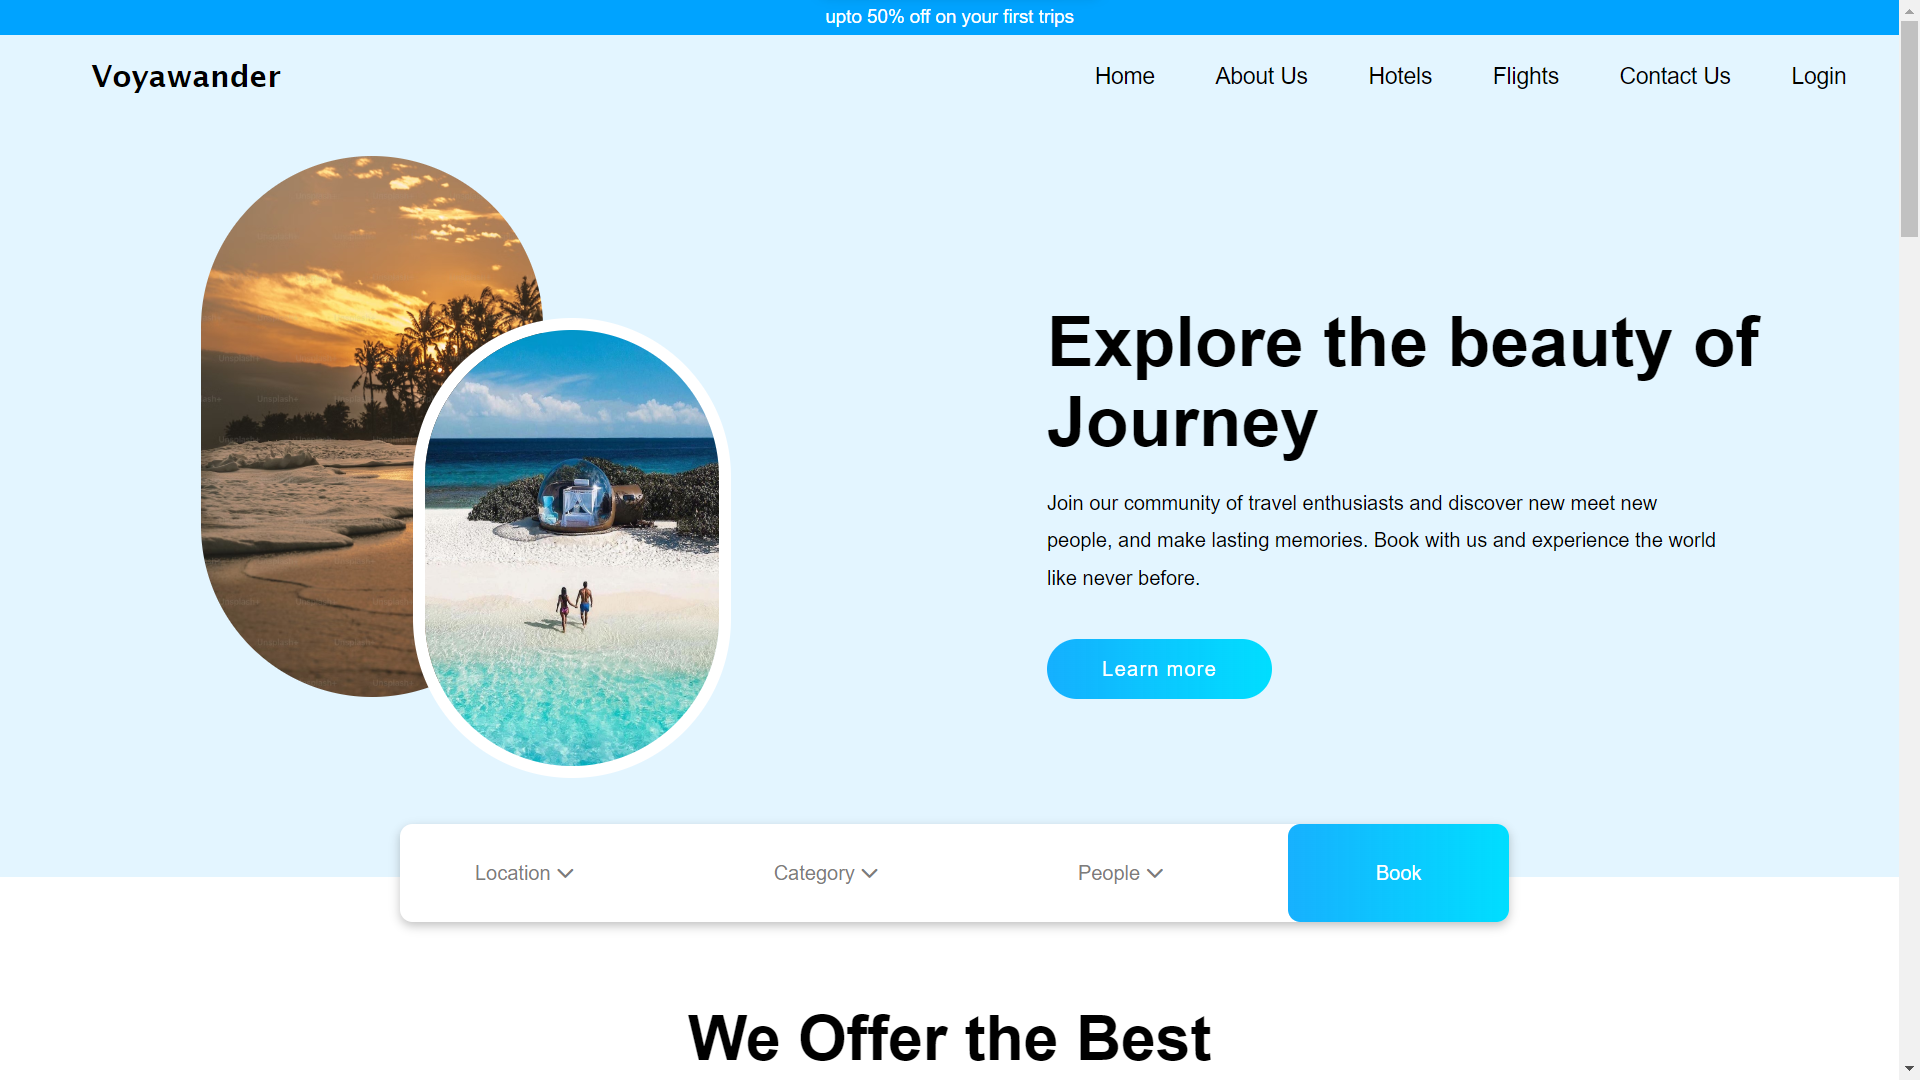 upto 50% off on your first trips
Voyawander
Home
About Us
Hotels
Flights
Contact Us
Login
Explore the beauty of
Journey
Join our community of travel enthusiasts and discover new meet new
people, and make lasting memories. Book with us and experience the world
like never before.
Learn more
Location
Category
People
Book
We Offer the Best